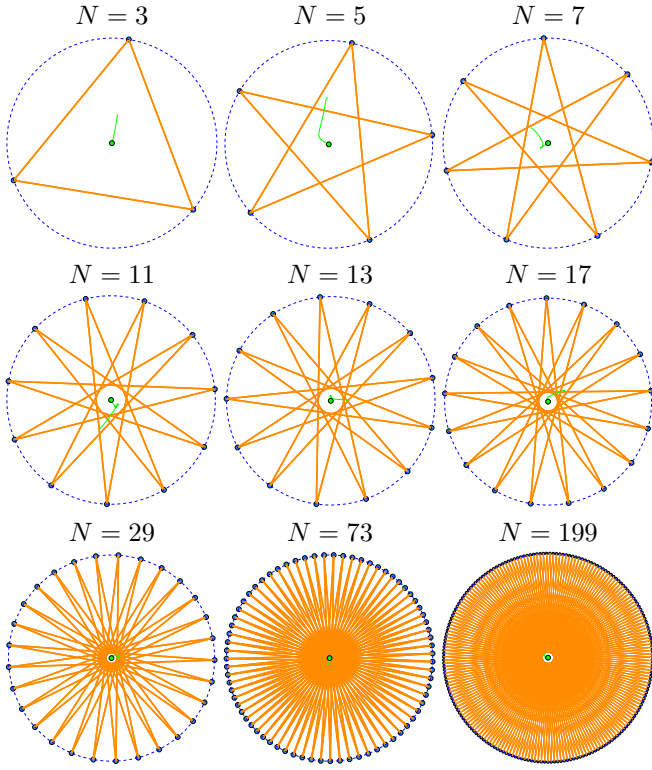 N = 3
N = 5
N = 7
N = 11
N = 13
N = 17
N = 29
N = 73
N = 199